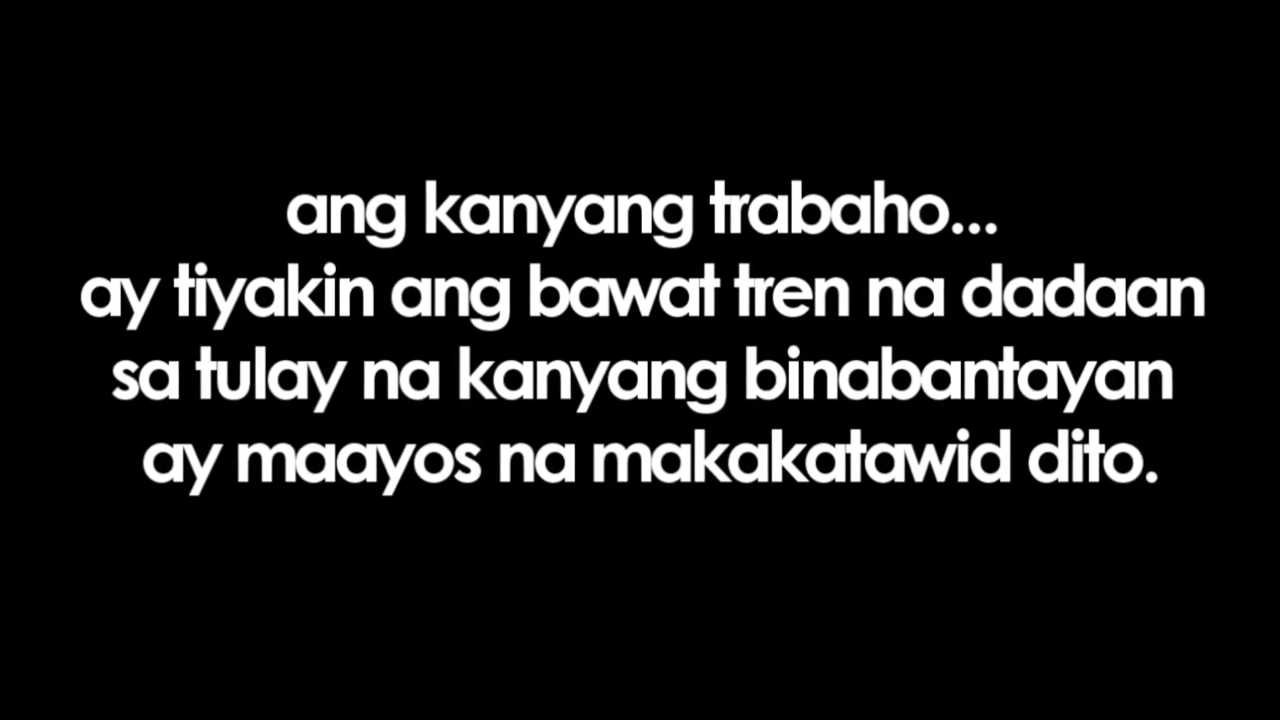 ang kanyang trabaho...
ay tiyakin ang bawat tren na dadaan
sa tulay na kanyang binabantayan
ay maayos na makakatawid dito.